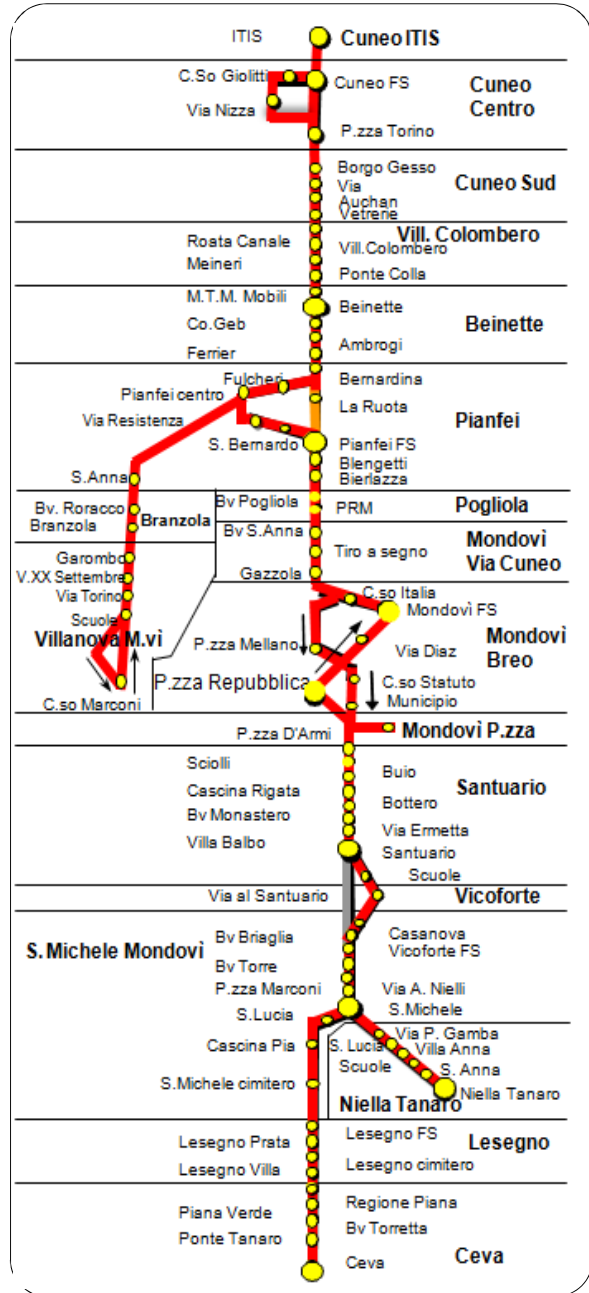 ITIS
Cuneo ITIS
C.So Giolitti
Cuneo FS
Cuneo
Centro
Via Nizza
P.zza Torino
Borgo Gesso
Via
Cuneo Sud
Auchan
Vetrerie
Vill. Colombero
Roata Canale
Vill.Colombero
Meineri
Ponte Colla
M.T.M. Mobili
Beinette
Beinette
Co.Geb
Ambrogi
Ferrier
Fulcheri
Bernardina
Pianfei centro
La Ruota
Via Resistenza
Pianfei
S. Bernardo
Pianfei FS
Blengetti
Bierlazza
S.Anna
Bv Pogliola
Bv. Roracco
PRM
Pogliola
Branzola
Branzola
Bv S.Anna
Mondovì
Via Cuneo
Tiro a segno
Garombo
Gazzola
V.XX Settembre
Via Torino
C.so Italia
Scuole
Mondovì FS
Villanova M.vì
P.zza Mellano
Via Diaz
Mondovì
Breo
P.zza Repubblica
C.so Statuto
Municipio
C.so Marconi
P.zza D'Armi
Mondovì P.zza
Sciolli
Buio
Santuario
Cascina Rigata
Bottero
Bv Monastero
Via Ermetta
Villa Balbo
Santuario
Scuole
Via al Santuario
Vicoforte
Bv Briaglia
Casanova
S. Michele Mondovì
Vicoforte FS
Bv Torre
P.zza Marconi
Via A. Nielli
S.Lucia
S.Michele
Via P. Gamba
Cascina Pia
S. Lucia
Villa Anna
Scuole
S. Anna
S.Michele cimitero
Niella Tanaro
Niella Tanaro
Lesegno Prata
Lesegno FS
Lesegno
Lesegno Villa
Lesegno cimitero
Regione Piana
Piana Verde
Bv Torretta
Ponte Tanaro
Ceva
Ceva